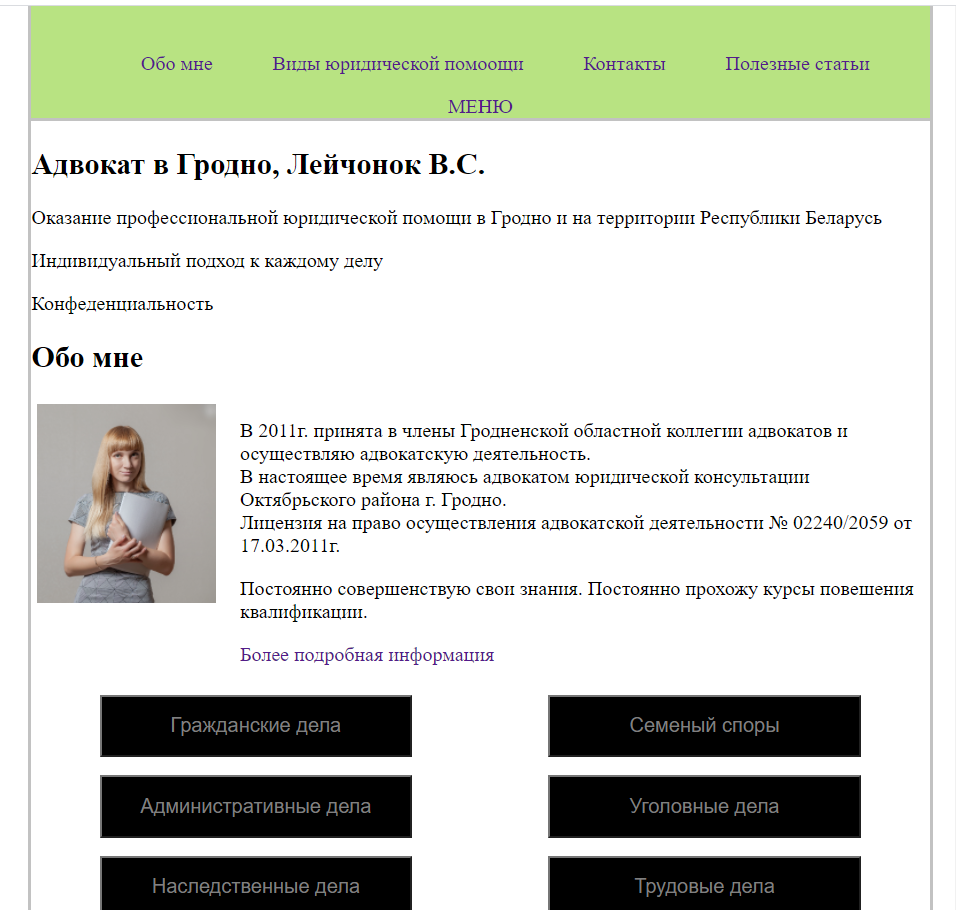 Обо мне Виды юридической помоощи Контакты Полезные статьи
МЕНЮ
Адвокат в Гродно, Лейчонок В.С.
Оказание профессиональной юридической помощи в Гродно и на территории Республики Беларусь
Индивидуальный подход к каждому делу
Конфеденциальность
Обо мне
В 2011г. принята в члены Гродненской областной коллегии адвокатов и
осуществляю адвокатскую деятельность.
В настоящее время являюсь адвокатом юридической консультации
Октябрьского района г. Гродно.
Лицензия на право осуществления адвокатской деятельности № 02240/2059 от
17.03.2011г.
Постоянно совершенствую свои знания. Постоянно прохожу курсы повешения
квалификации.
Более подробная информация
Гражданские дела Семеный споры
Административные дела Уголовные дела
Наследственные дела Трудовые дела